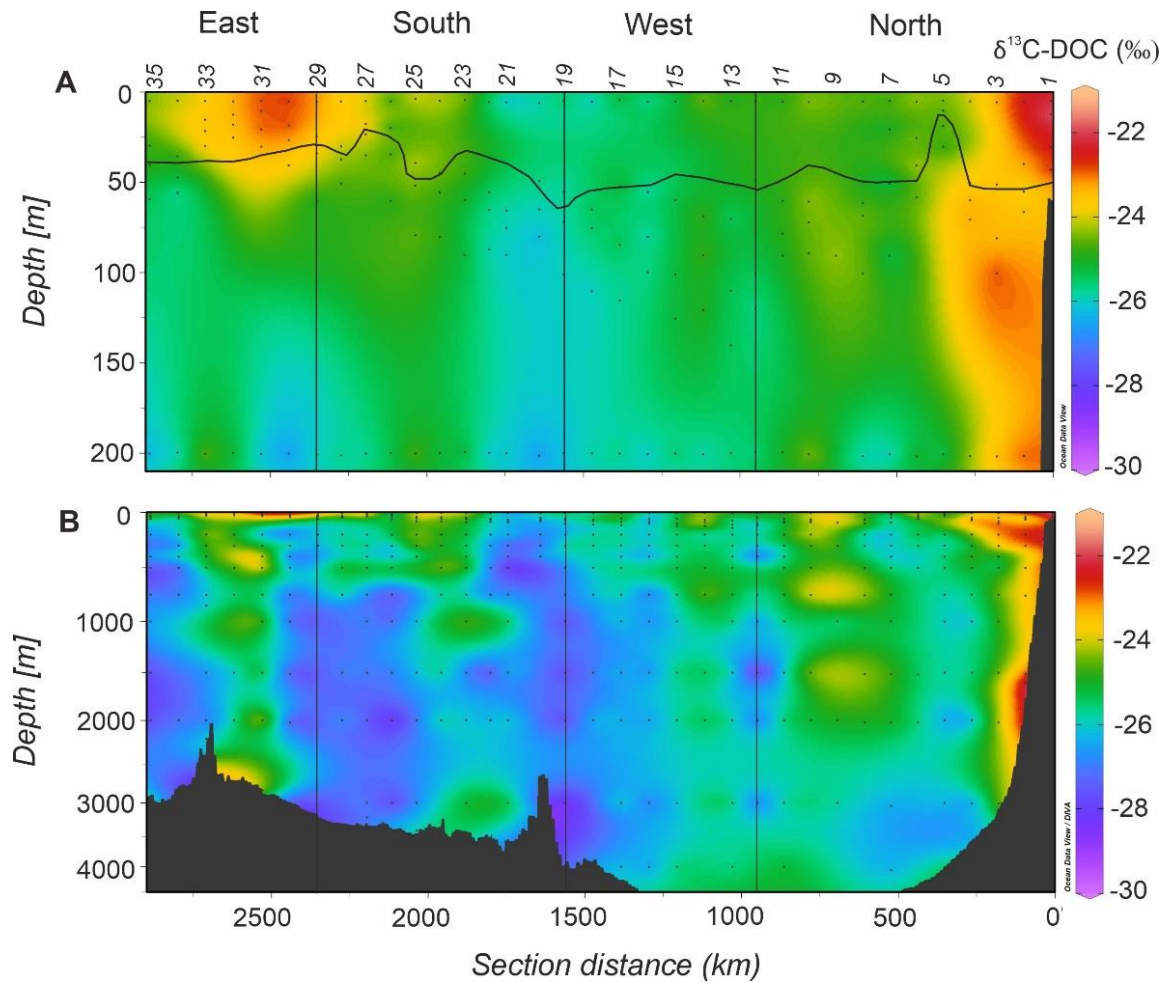 East South West North
δ¹³C-DOC (‰)
A
35 33 31 29 27 25 23 21 19 17 15 13 11 9 7 5 3 1
0
50
100
150
200
Depth [m]
-22
-24
-26
-28
-30
Ocean Data View
B
0
1000
2000
3000
4000
Depth [m]
-22
-24
-26
-28
-30
Ocean Data View / DIVA
2500 2000 1500 1000 500 0
Section distance (km)